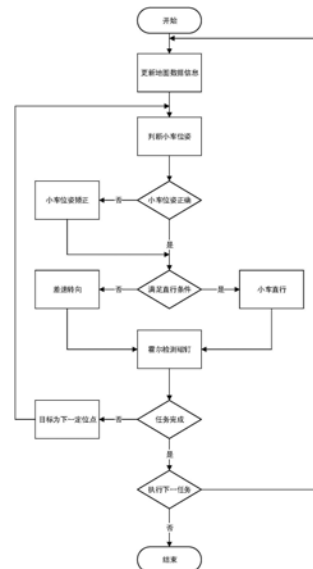 开始
更新地图数据信息
判断小车位姿
小车位姿矫正
否
小车位姿正确
是
差速转向
否
满足直行条件
是
小车直行
霍尔检测磁钉
目标为下一定位点
否
任务完成
是
执行下一任务
否
结束